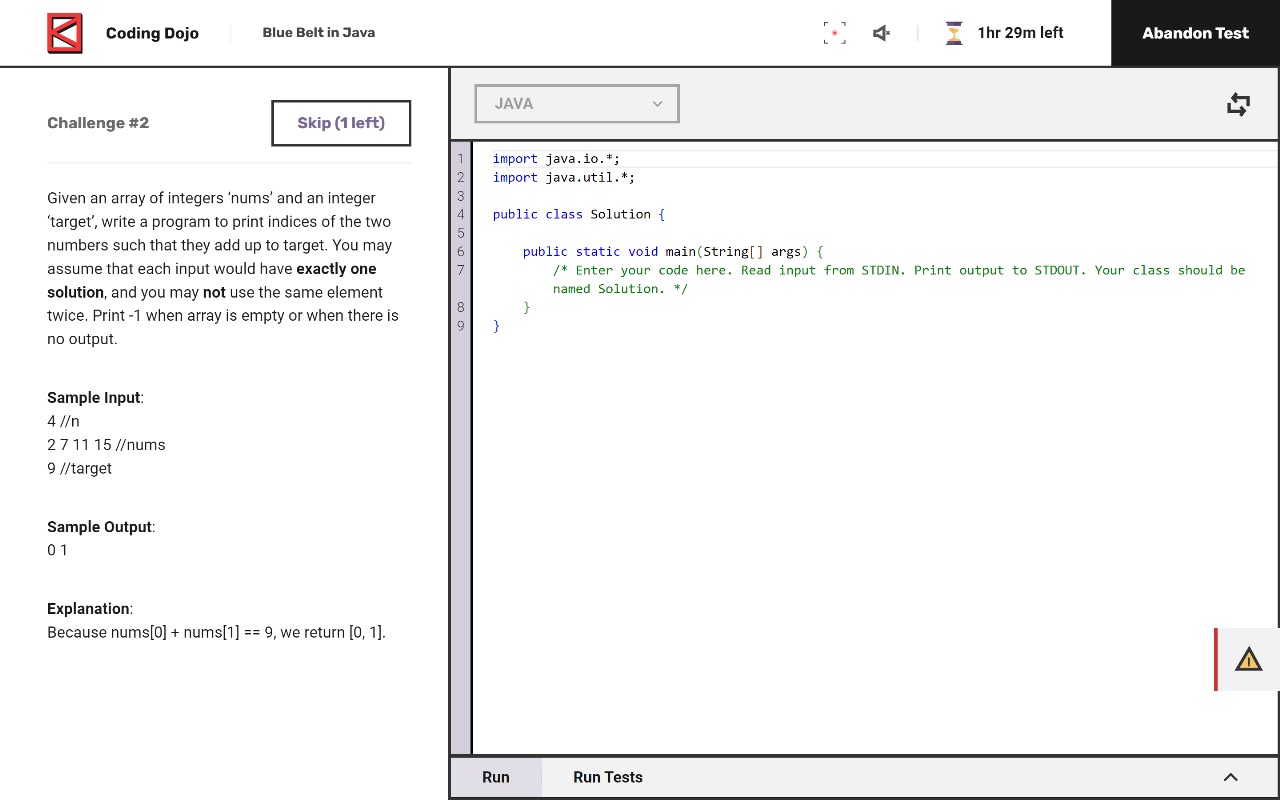 Coding Dojo
Blue Belt in Java
1hr 29m left
Abandon Test
Challenge #2
Skip (1 left)
Given an array of integers ‘nums’ and an integer
‘target’, write a program to print indices of the two
numbers such that they add up to target. You may
assume that each input would have exactly one
solution, and you may not use the same element
twice. Print -1 when array is empty or when there is
no output.
Sample Input:
4 //n
2 7 11 15 //nums
9 //target
Sample Output:
0 1
Explanation:
Because nums[0] + nums[1] == 9, we return [0, 1].
JAVA
1 import java.io.*;
2 import java.util.*;
3
4 public class Solution {
5
6 public static void main(String[] args) {
7 /* Enter your code here. Read input from STDIN. Print output to STDOUT. Your class should be
named Solution. */
8 }
9 }
Run
Run Tests